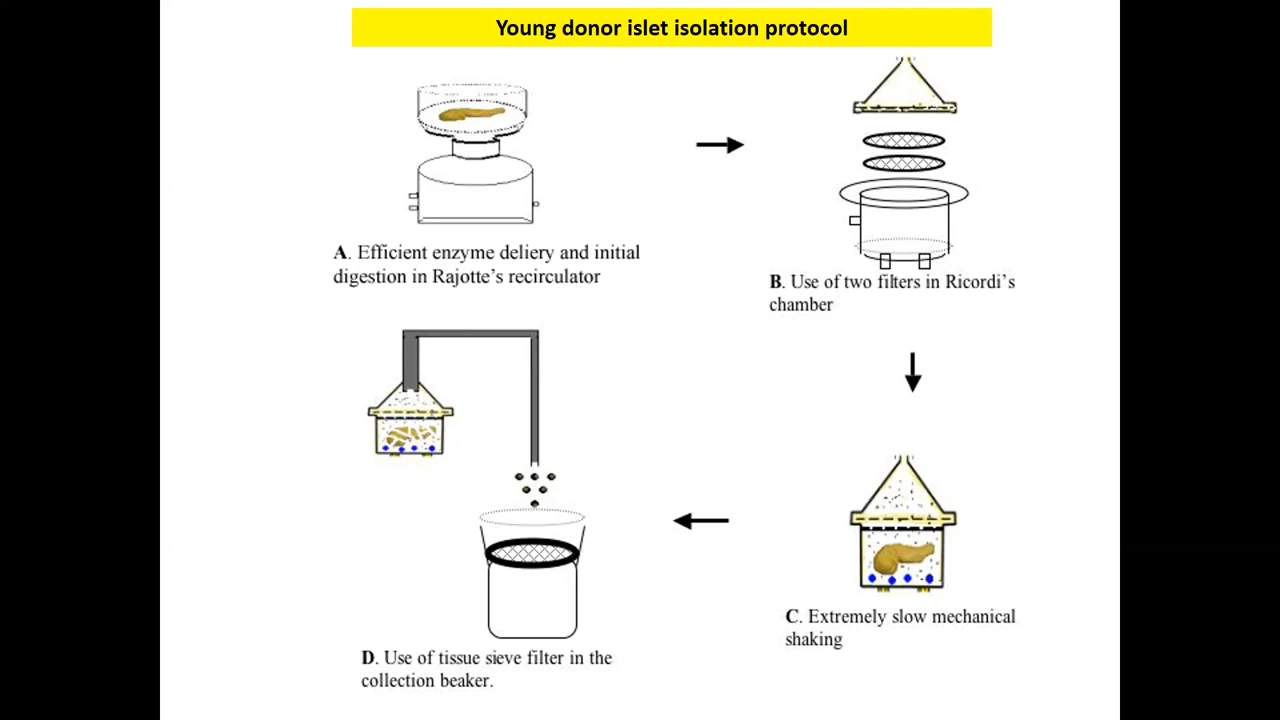 Young donor islet isolation protocol
A. Efficient enzyme deliery and initial
digestion in Rajotte's recirculator
B. Use of two filters in Ricordi's
chamber
C. Extremely slow mechanical
shaking
D. Use of tissue sieve filter in the
collection beaker.